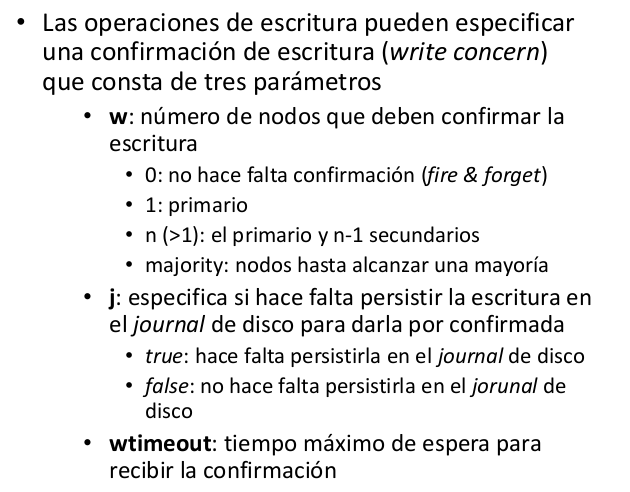 • Las operaciones de escritura pueden especificar
una confirmación de escritura (write concern)
que consta de tres parámetros
• w: número de nodos que deben confirmar la
escritura
• 0: no hace falta confirmación (fire & forget)
• 1: primario
• n (>1): el primario y n-1 secundarios
• majority: nodos hasta alcanzar una mayoría
• j: especifica si hace falta persistir la escritura en
el journal de disco para darla por confirmada
• true: hace falta persistirla en el journal de disco
• false: no hace falta persistirla en el jorunal de
disco
• wtimeout: tiempo máximo de espera para
recibir la confirmación